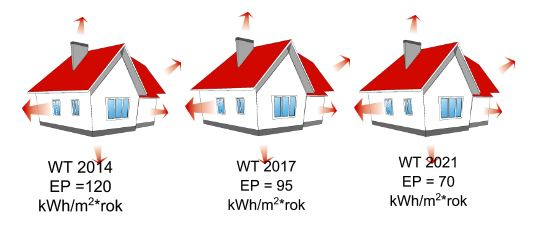 WT 2014
EP =120
kWh/m²*rok
WT 2017
EP = 95
kWh/m²*rok
WT 2021
EP = 70
kWh/m²*rok